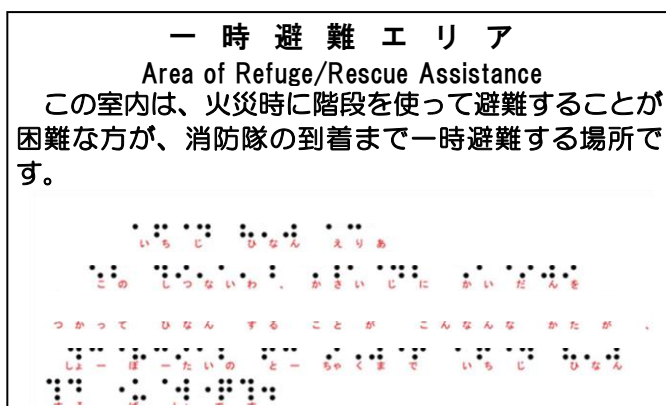 一時避難エリア
Area of Refuge/Rescue Assistance
この室内は、火災時に階段を使って避難することが
困難な方が、消防隊の到着まで一時避難する場所で
す。
いちじ ひなん えりあ
この しつないわ、 かさいじに かいだんを
つかって ひなん する ことが こんなんな かたが、
しょーぼーたいの とーちゃくまで いちじ ひなん